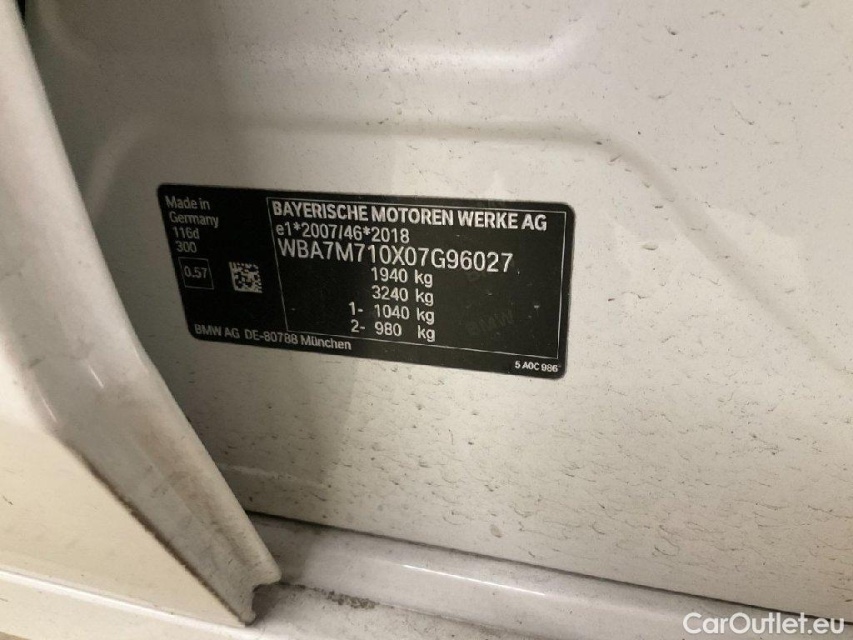 Made in
Germany
116d
300
0.57
BAYERISCHE MOTOREN WERKE AG
e1*2007/46*2018
WBA7M710X07G96027
1940 kg
3240 kg
1- 1040 kg
2- 980 kg
BMW AG DE-80788 München
5 A0C 986
CarOutlet.eu